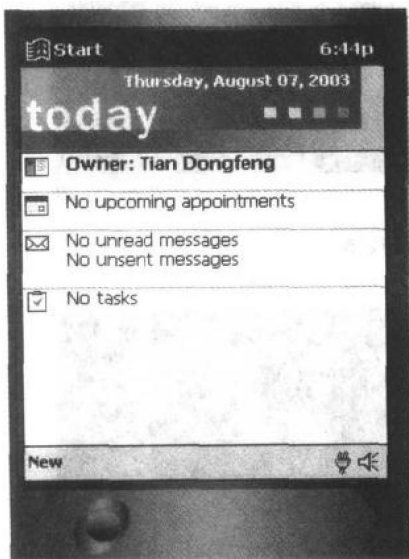 Start 6:44p
Thursday, August 07, 2003
today
Owner: Tian Dongfeng
No upcoming appointments
No unread messages
No unsent messages
No tasks
New